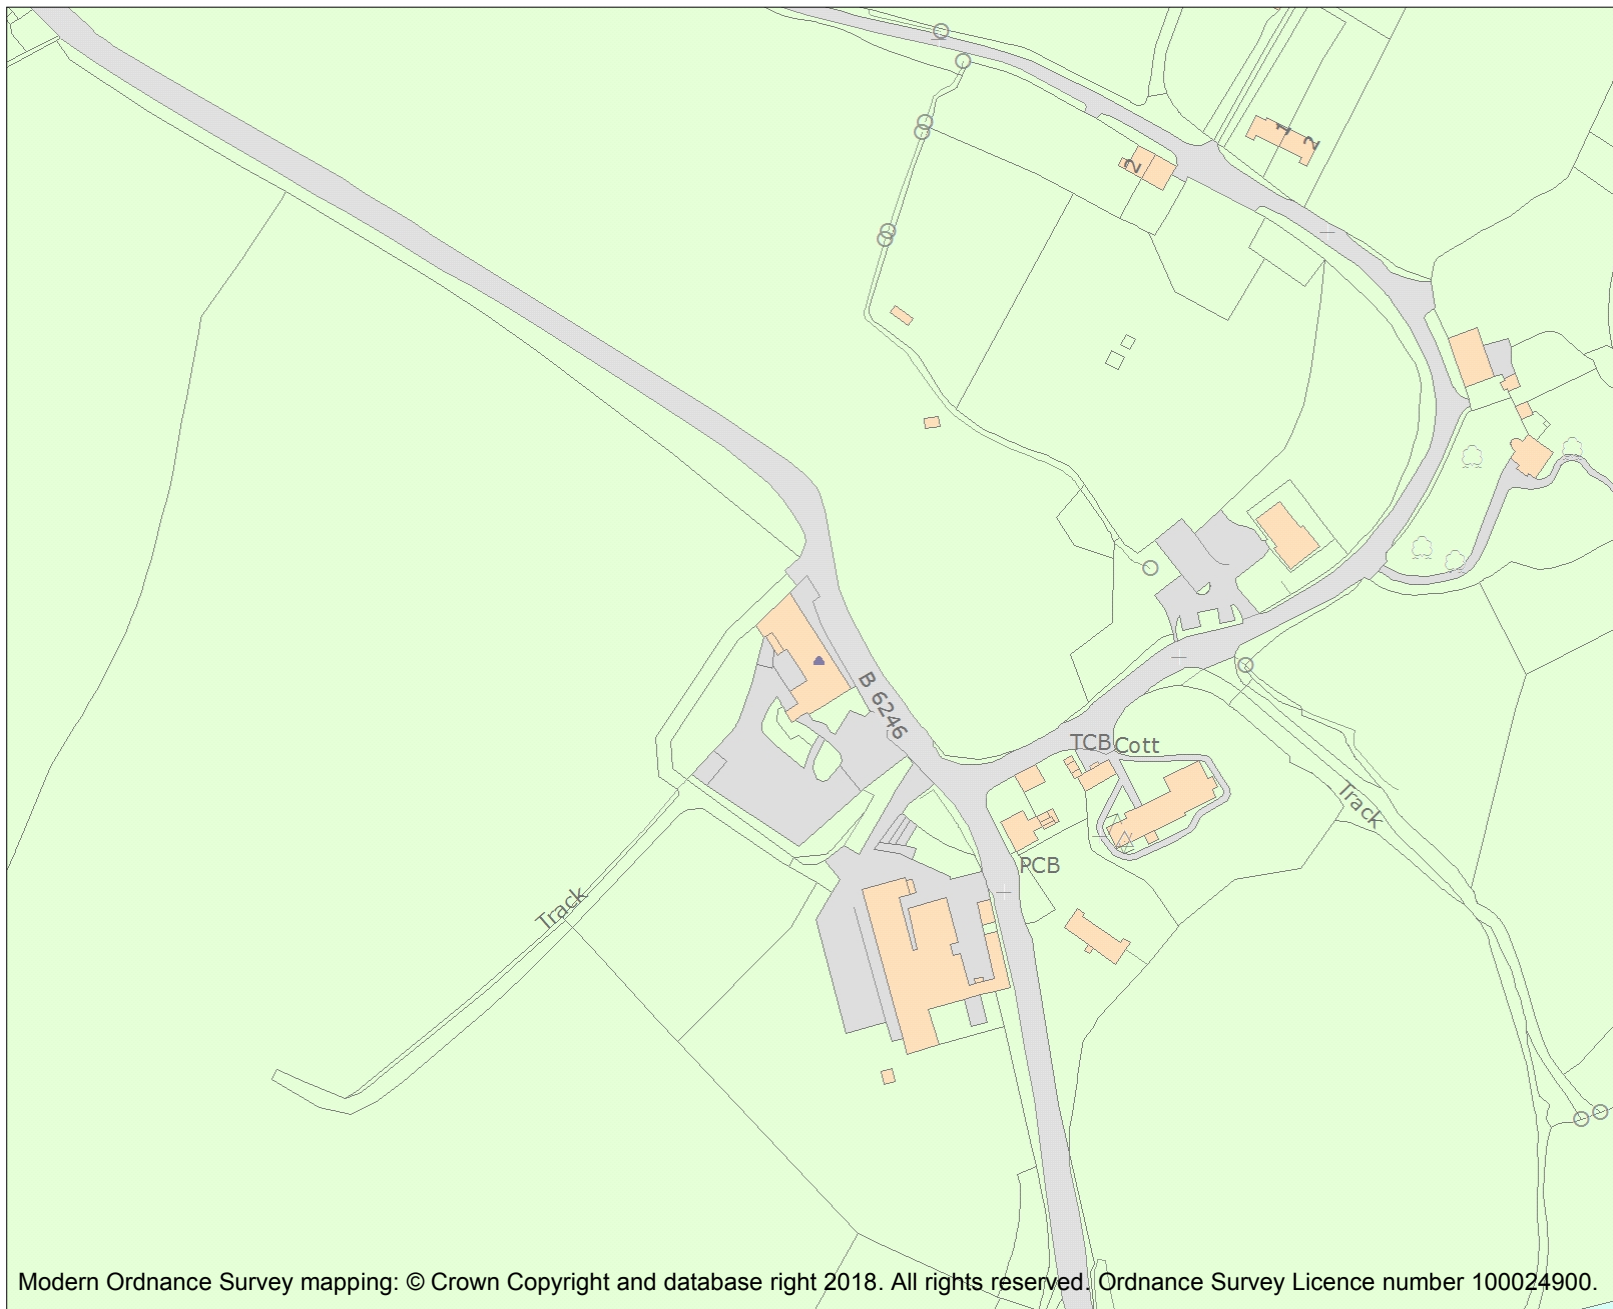 1
2
2
B 6246
TCB
Cott
Track
PCB
Track
Modern Ordnance Survey mapping: © Crown Copyright and database right 2018. All rights reserved. Ordnance Survey Licence number 100024900.